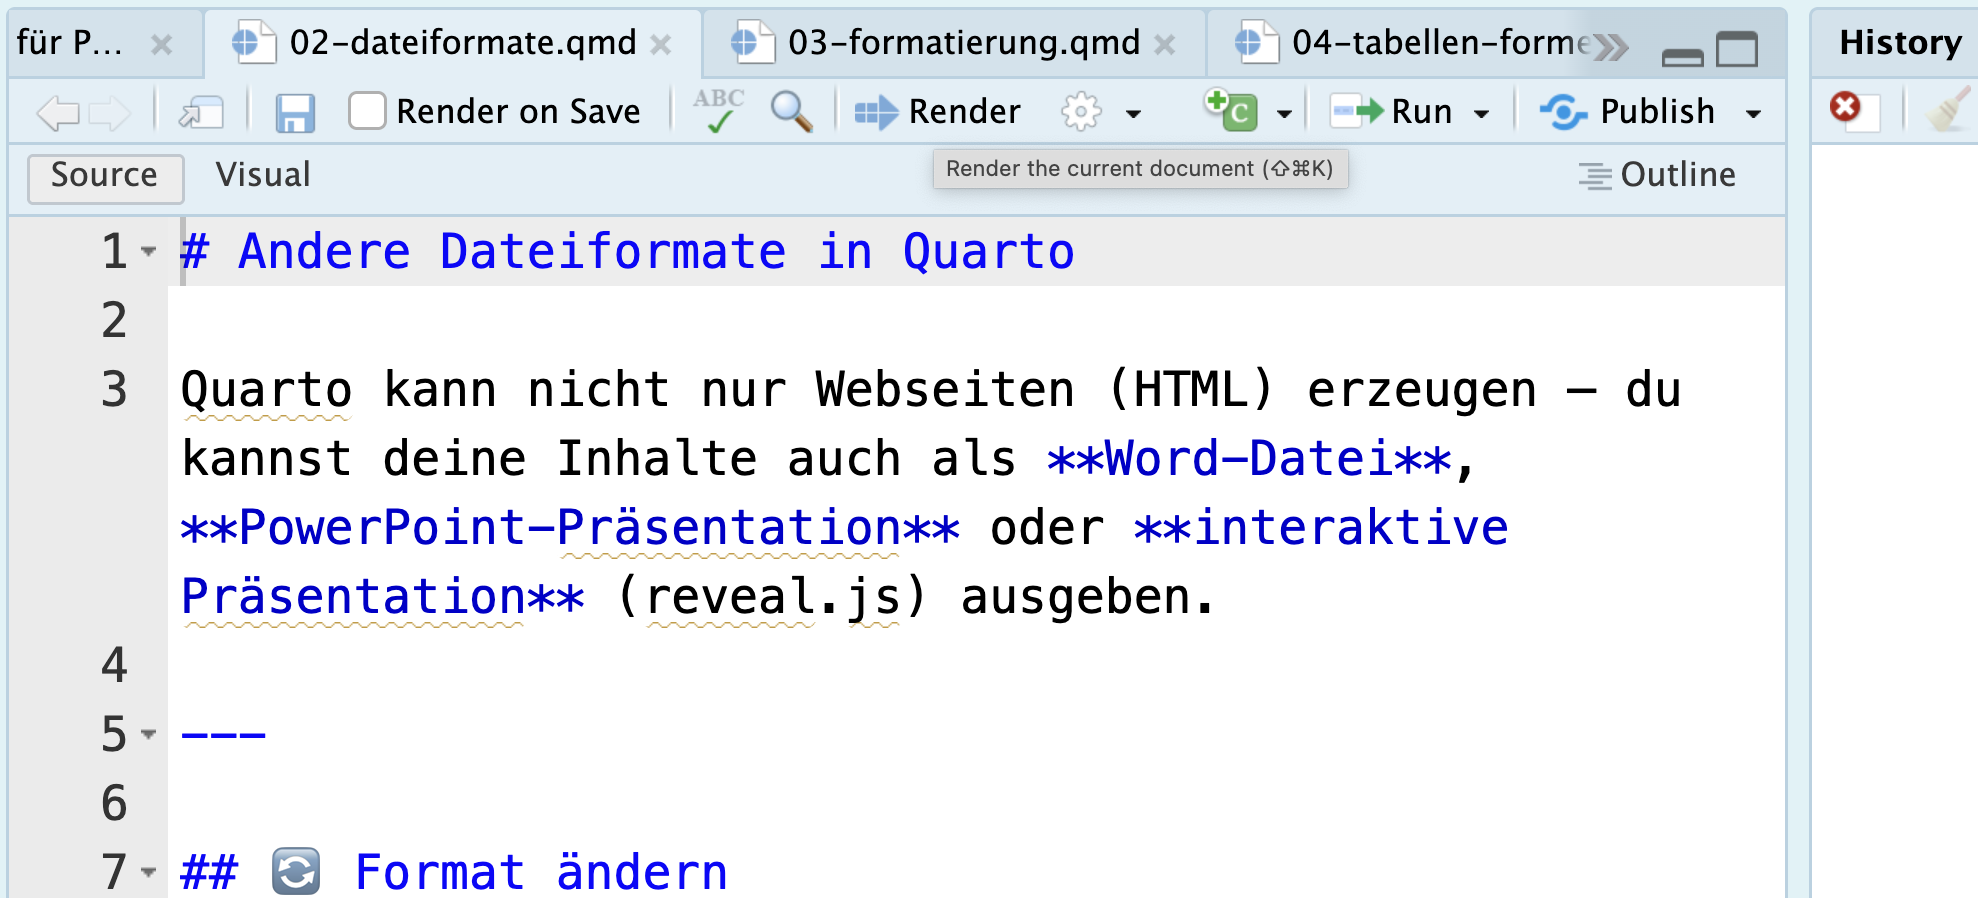 für P...
02-dateiformate.qmd
03-formatierung.qmd
04-tabellen-forme
History
Render on Save
ABC
Render
C
Run
Publish
Source
Visual
Render the current document (⇧⌘K)
Outline
1 # Andere Dateiformate in Quarto
2
3 Quarto kann nicht nur Webseiten (HTML) erzeugen – du
kannst deine Inhalte auch als **Word-Datei**,
**PowerPoint-Präsentation** oder **interaktive
Präsentation** (reveal.js) ausgeben.
4
5 ---
6
7 ## 🔄 Format ändern